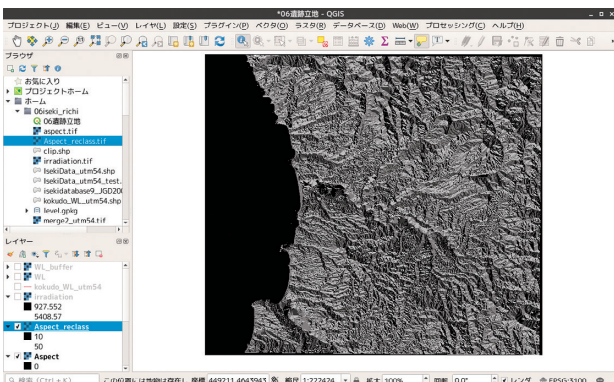 *06遺跡立地 — QGIS
プロジェクト(J) 編集(E) ビュー(V) レイヤ(L) 設定(S) プラグイン(P) ベクタ(O) ラスタ(R) データベース(D) Web(W) プロセッシング(C) ヘルプ(H)
ブラウザ
お気に入り
プロジェクトホーム
ホーム
06iseki_richi
06遺跡立地
aspect.tif
Aspect_reclass.tif
clip.shp
irradiation.tif
IsekiData_utm54.shp
IsekiData_utm54_test.
isekidatabase9_JGD20
kokudo_WL_utm54.shp
level.gpkg
merge2_utm54.tif
レイヤー
WL_buffer
WL
kokudo_WL_utm54
irradiation
927.552
5408.57
Aspect_reclass
10
50
Aspect
0
検索 (Ctrl + K) この位置には地物は存在し 座標 449211,4643943 縮尺 1:222474 拡大 100% 回転 0.0° レンダ EPSG:3100